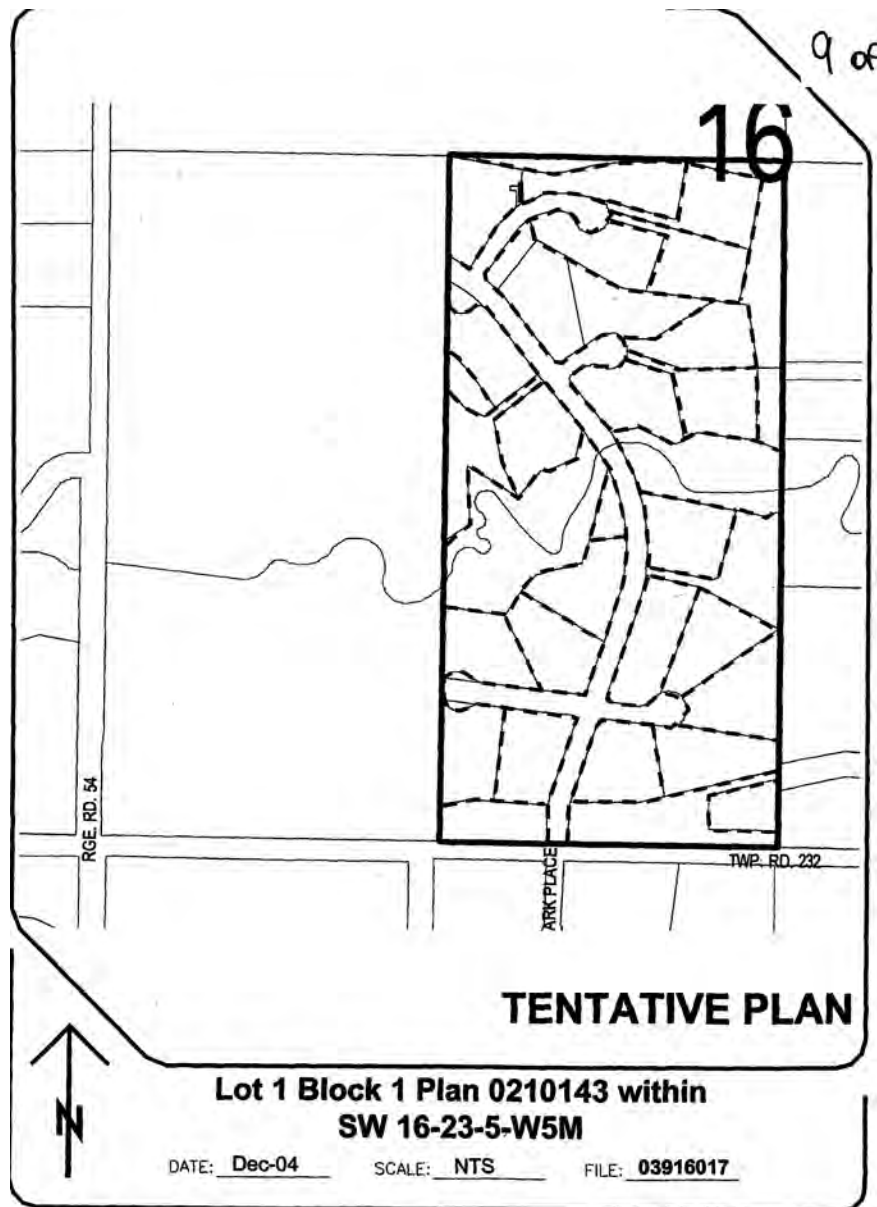 9 of
16
RGE. RD. 54
ARK PLACE
TWP. RD. 232
TENTATIVE PLAN
N
Lot 1 Block 1 Plan 0210143 within
SW 16-23-5-W5M
DATE: Dec-04 SCALE: NTS FILE: 03916017